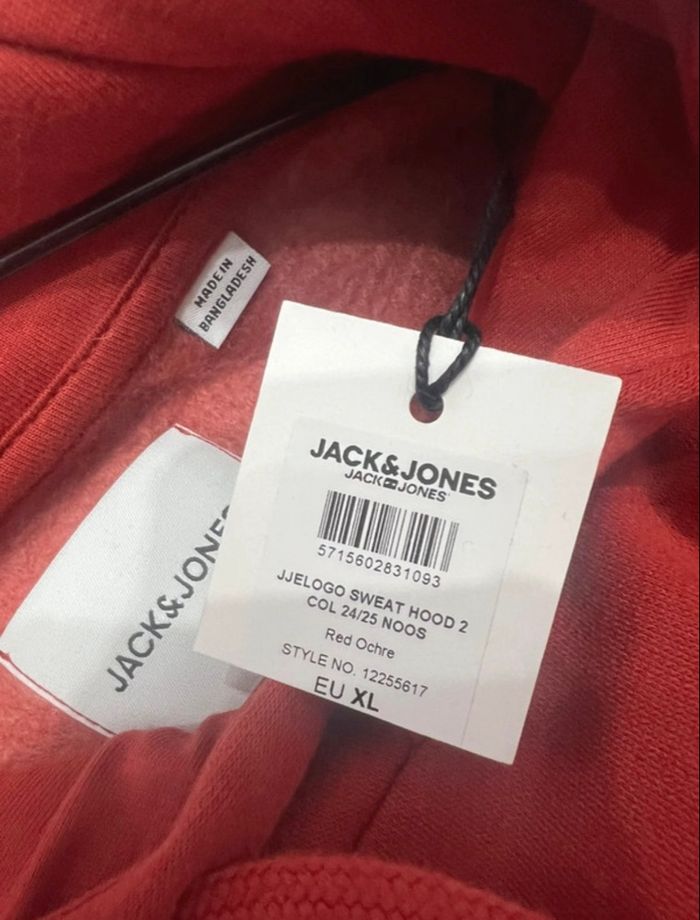 MADE IN
BANGLADESH
JACK&JONES
JACK&JONES
JACK JONES
5715602831093
JJELOGO SWEAT HOOD 2
COL 24/25 NOOS
Red Ochre
STYLE NO. 12255617
EU XL